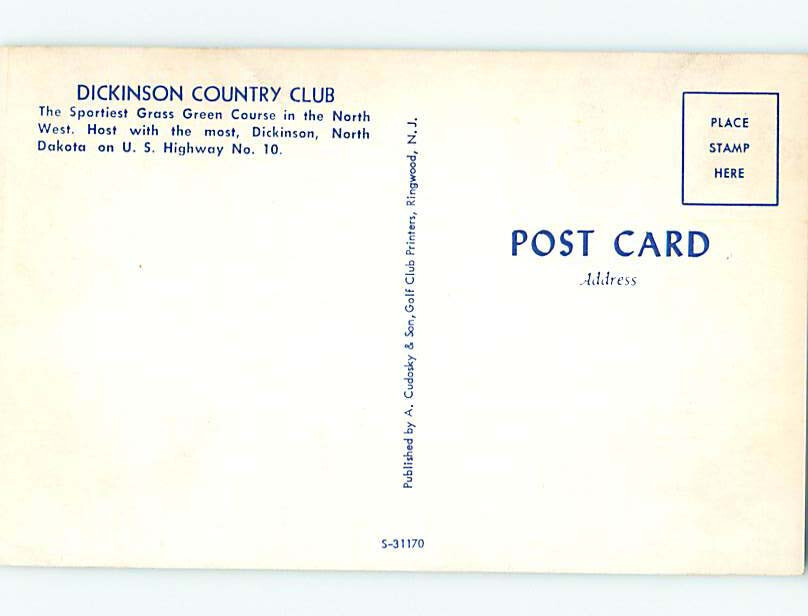 DICKINSON COUNTRY CLUB
The Sportiest Grass Green Course in the North
West. Host with the most, Dickinson, North
Dakota on U. S. Highway No. 10.
Published by A. Cudosky & Son, Golf Club Printers, Ringwood, N. J.
PLACE
STAMP
HERE
POST CARD
Address
S-31170